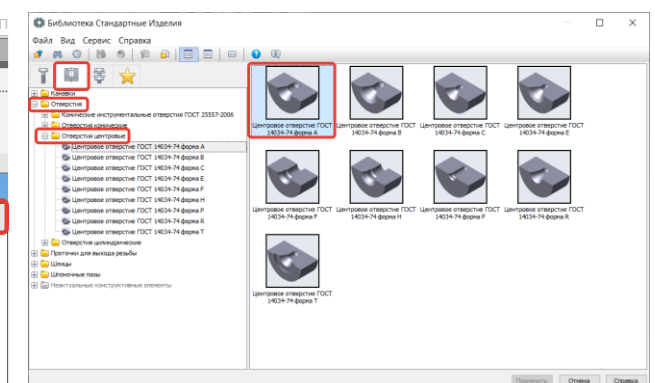 Библиотека Стандартные Изделия
Файл Вид Сервис Справка
Канавки
Отверстия
Конические инструментальные отверстия ГОСТ 25557-2006
Отверстия конические
Отверстия центровые
Центровое отверстие ГОСТ 14034-74 форма A
Центровое отверстие ГОСТ 14034-74 форма B
Центровое отверстие ГОСТ 14034-74 форма C
Центровое отверстие ГОСТ 14034-74 форма E
Центровое отверстие ГОСТ 14034-74 форма F
Центровое отверстие ГОСТ 14034-74 форма H
Центровое отверстие ГОСТ 14034-74 форма P
Центровое отверстие ГОСТ 14034-74 форма R
Центровое отверстие ГОСТ 14034-74 форма T
Отверстия цилиндрические
Проточки для выхода резьбы
Шлицы
Шпоночные пазы
Неактуальные конструктивные элементы
Центровое отверстие ГОСТ 14034-74 форма A
Центровое отверстие ГОСТ 14034-74 форма B
Центровое отверстие ГОСТ 14034-74 форма C
Центровое отверстие ГОСТ 14034-74 форма E
Центровое отверстие ГОСТ 14034-74 форма F
Центровое отверстие ГОСТ 14034-74 форма H
Центровое отверстие ГОСТ 14034-74 форма P
Центровое отверстие ГОСТ 14034-74 форма R
Центровое отверстие ГОСТ 14034-74 форма T
Применить Отмена Справка